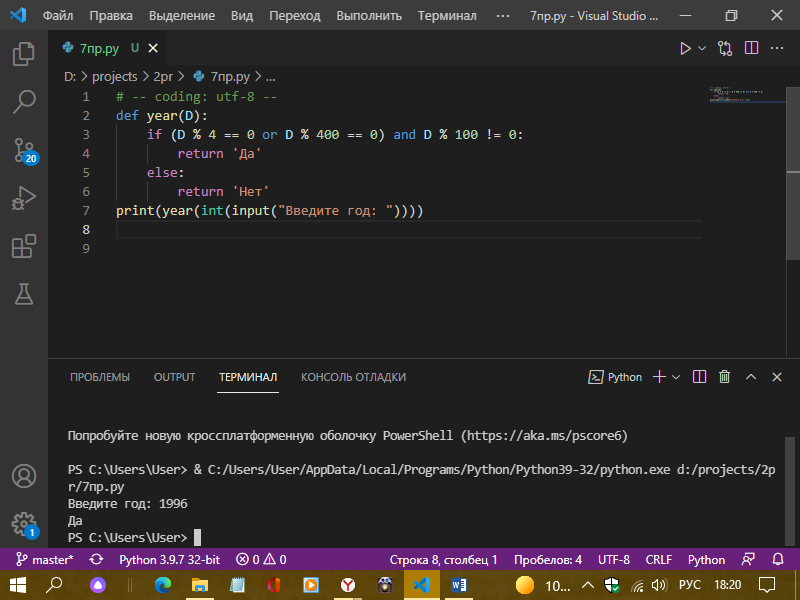 Файл Правка Выделение Вид Переход Выполнить Терминал ··· 7пр.py - Visual Studio ...
7пр.py U
D: > projects > 2pr > 7пр.py > ...
1 # -- coding: utf-8 --
2 def year(D):
3 if (D % 4 == 0 or D % 400 == 0) and D % 100 != 0:
4 return 'Да'
5 else:
6 return 'Нет'
7 print(year(int(input("Введите год: "))))
8
9
20
ПРОБЛЕМЫ OUTPUT ТЕРМИНАЛ КОНСОЛЬ ОТЛАДКИ Python
Попробуйте новую кроссплатформенную оболочку PowerShell (https://aka.ms/pscore6)
PS C:\Users\User> & C:/Users/User/AppData/Local/Programs/Python/Python39-32/python.exe d:/projects/2p
r/7пр.py
Введите год: 1996
Да
PS C:\Users\User>
1
master* Python 3.9.7 32-bit 0 0 Строка 8, столбец 1 Пробелов: 4 UTF-8 CRLF Python
10... РУС 18:20